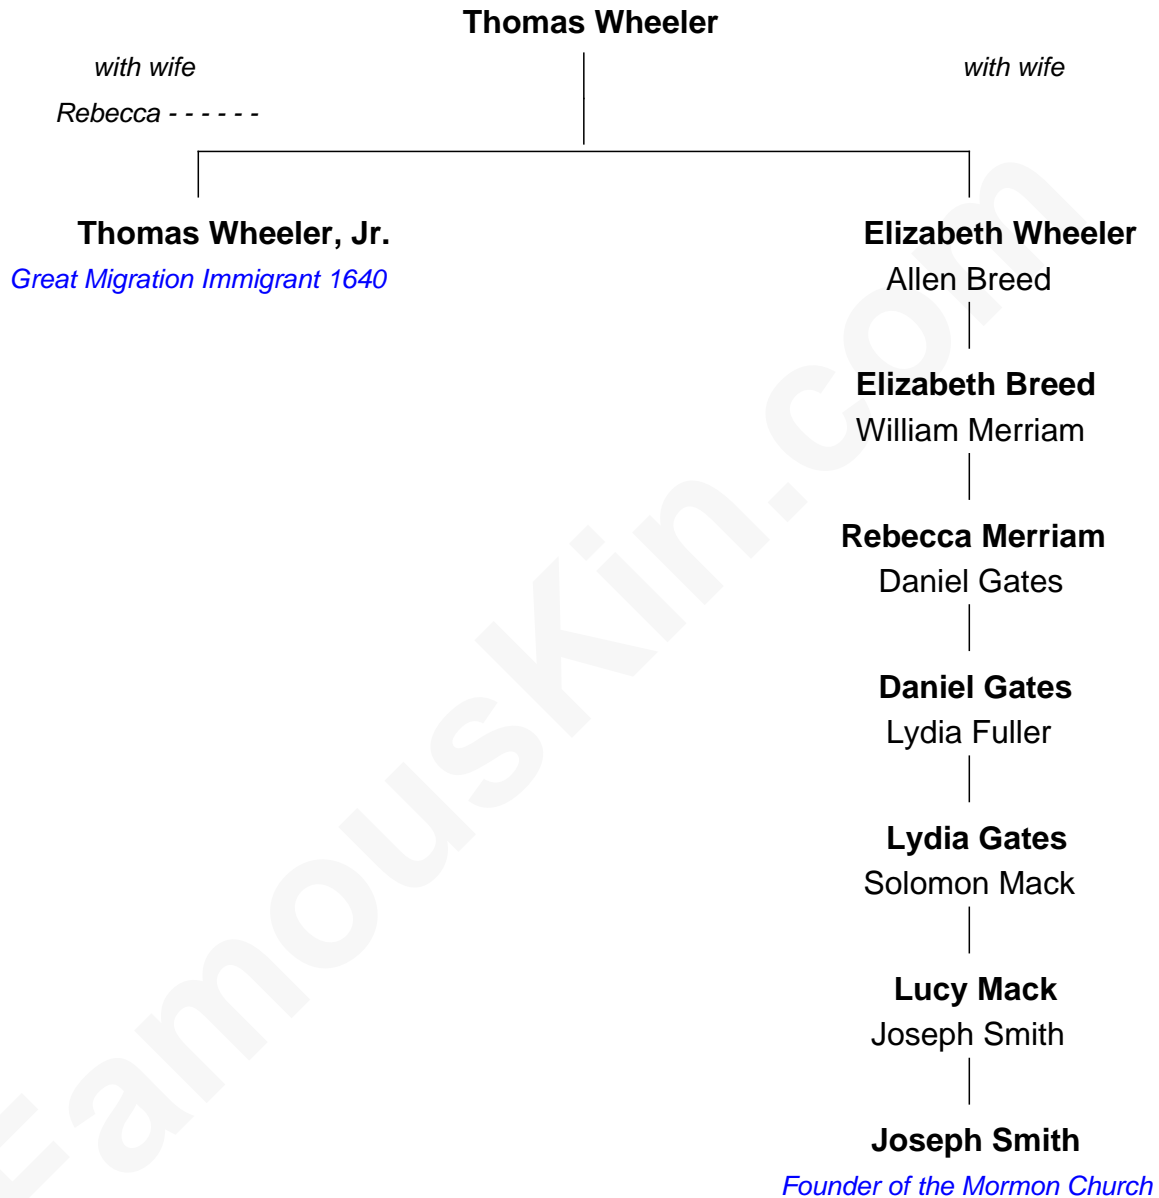 Thomas Wheeler
with wife
with wife
Rebecca - - - - - -
Thomas Wheeler, Jr.
Great Migration Immigrant 1640
Elizabeth Wheeler
Allen Breed
Elizabeth Breed
William Merriam
Rebecca Merriam
Daniel Gates
Daniel Gates
Lydia Fuller
Lydia Gates
Solomon Mack
Lucy Mack
Joseph Smith
Joseph Smith
Founder of the Mormon Church
FamousKin.com